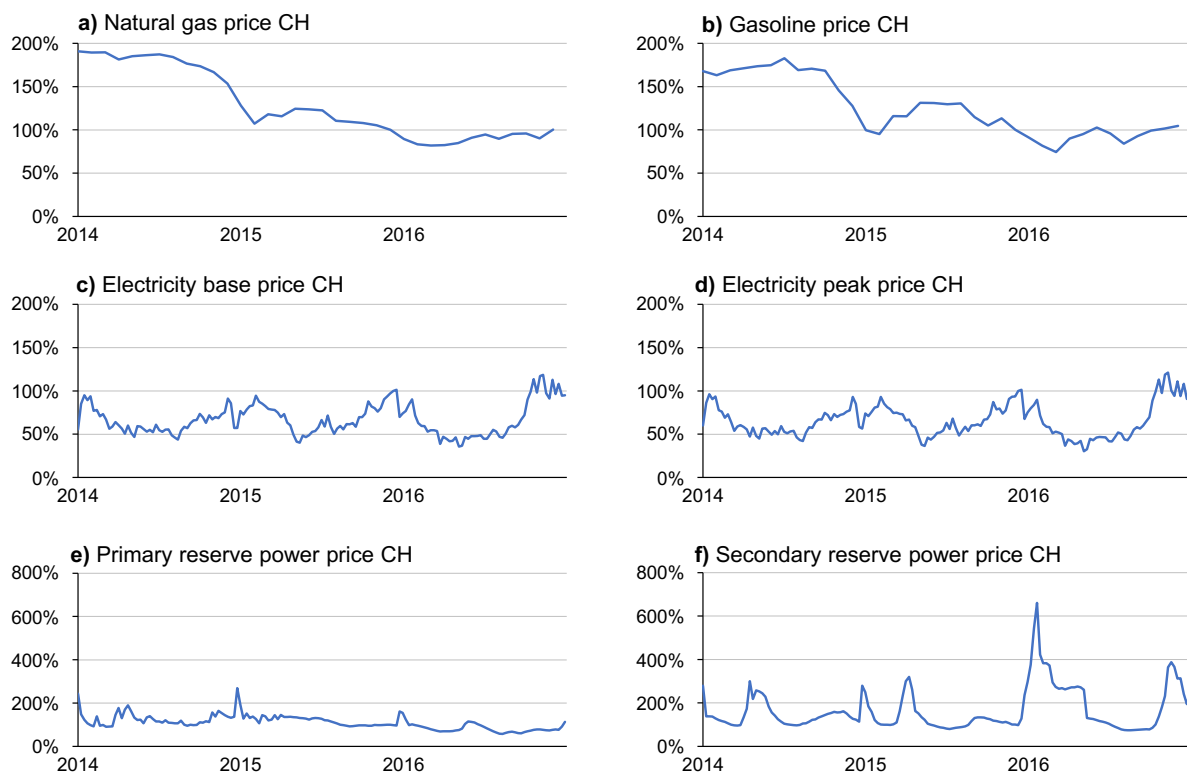 a) Natural gas price CH
200%
150%
100%
50%
0%
2014 2015 2016
b) Gasoline price CH
200%
150%
100%
50%
0%
2014 2015 2016
c) Electricity base price CH
200%
150%
100%
50%
0%
2014 2015 2016
d) Electricity peak price CH
200%
150%
100%
50%
0%
2014 2015 2016
e) Primary reserve power price CH
800%
600%
400%
200%
0%
2014 2015 2016
f) Secondary reserve power price CH
800%
600%
400%
200%
0%
2014 2015 2016